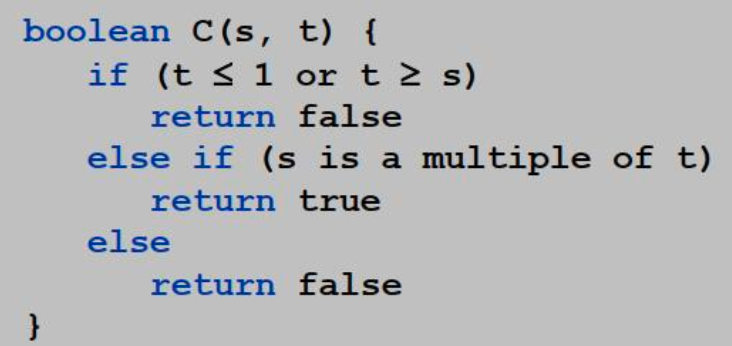 boolean C(s, t) {
   if (t ≤ 1 or t ≥ s)
      return false
   else if (s is a multiple of t)
      return true
   else
      return false
}